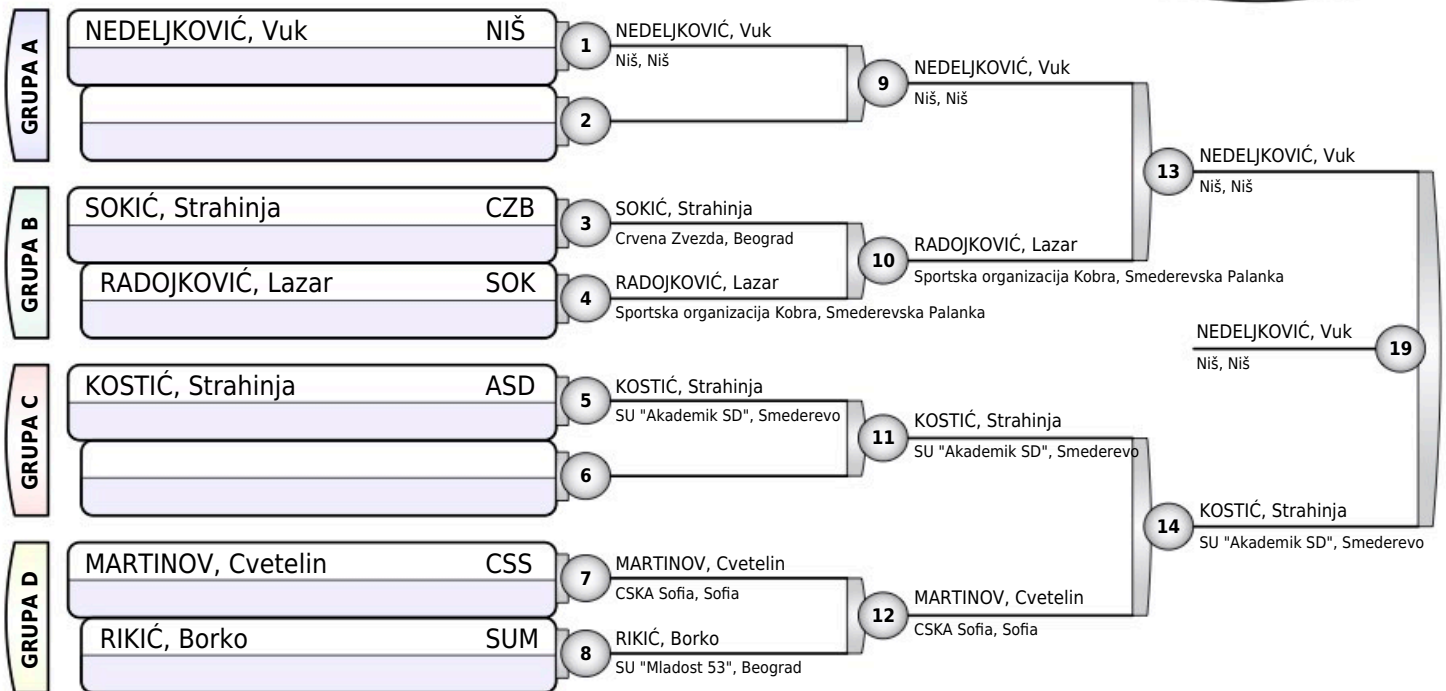 GRUPA A
NEDELJKOVIĆ, Vuk NIŠ
1
NEDELJKOVIĆ, Vuk
Niš, Niš
2
9
NEDELJKOVIĆ, Vuk
Niš, Niš
GRUPA B
SOKIĆ, Strahinja CZB
3
SOKIĆ, Strahinja
Crvena Zvezda, Beograd
RADOJKOVIĆ, Lazar SOK
4
RADOJKOVIĆ, Lazar
Sportska organizacija Kobra, Smederevska Palanka
10
RADOJKOVIĆ, Lazar
Sportska organizacija Kobra, Smederevska Palanka
13
NEDELJKOVIĆ, Vuk
Niš, Niš
GRUPA C
KOSTIĆ, Strahinja ASD
5
KOSTIĆ, Strahinja
SU "Akademik SD", Smederevo
6
11
KOSTIĆ, Strahinja
SU "Akademik SD", Smederevo
GRUPA D
MARTINOV, Cvetelin CSS
7
MARTINOV, Cvetelin
CSKA Sofia, Sofia
RIKIĆ, Borko SUM
8
RIKIĆ, Borko
SU "Mladost 53", Beograd
12
MARTINOV, Cvetelin
CSKA Sofia, Sofia
14
KOSTIĆ, Strahinja
SU "Akademik SD", Smederevo
NEDELJKOVIĆ, Vuk
Niš, Niš
19